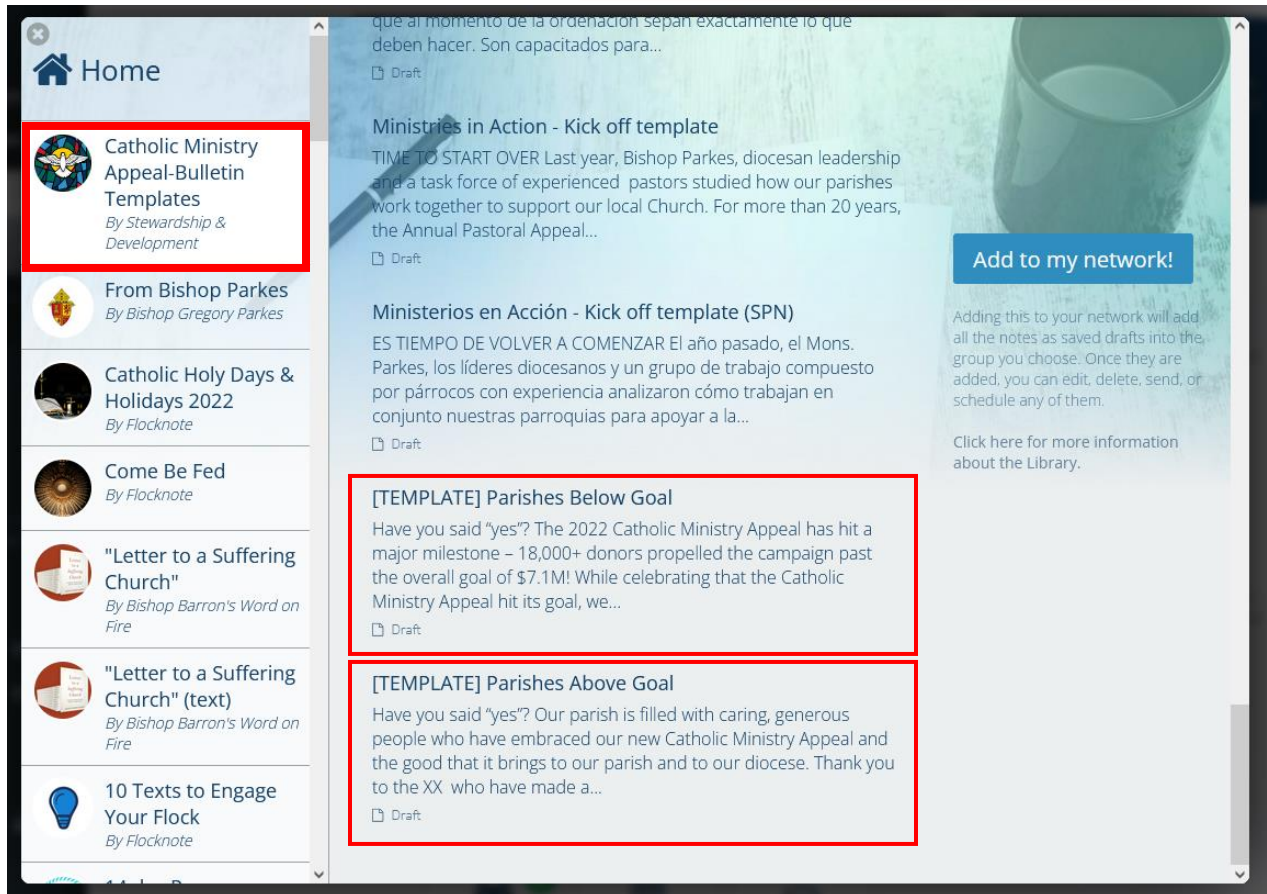 Home
Catholic Ministry
Appeal-Bulletin
Templates
By Stewardship &
Development
From Bishop Parkes
By Bishop Gregory Parkes
Catholic Holy Days &
Holidays 2022
By Flocknote
Come Be Fed
By Flocknote
"Letter to a Suffering
Church"
By Bishop Barron's Word on
Fire
"Letter to a Suffering
Church" (text)
By Bishop Barron's Word on
Fire
10 Texts to Engage
Your Flock
By Flocknote
que al momento de la ordenación sepan exactamente lo que
deben hacer. Son capacitados para...
Draft
Ministries in Action - Kick off template
TIME TO START OVER Last year, Bishop Parkes, diocesan leadership
and a task force of experienced pastors studied how our parishes
work together to support our local Church. For more than 20 years,
the Annual Pastoral Appeal...
Draft
Ministerios en Acción - Kick off template (SPN)
ES TIEMPO DE VOLVER A COMENZAR El año pasado, el Mons.
Parkes, los líderes diocesanos y un grupo de trabajo compuesto
por párrocos con experiencia analizaron cómo trabajan en
conjunto nuestras parroquias para apoyar a la...
Draft
[TEMPLATE] Parishes Below Goal
Have you said “yes”? The 2022 Catholic Ministry Appeal has hit a
major milestone – 18,000+ donors propelled the campaign past
the overall goal of $7.1M! While celebrating that the Catholic
Ministry Appeal hit its goal, we...
Draft
[TEMPLATE] Parishes Above Goal
Have you said “yes”? Our parish is filled with caring, generous
people who have embraced our new Catholic Ministry Appeal and
the good that it brings to our parish and to our diocese. Thank you
to the XX who have made a...
Draft
Add to my network!
Adding this to your network will add
all the notes as saved drafts into the
group you choose. Once they are
added, you can edit, delete, send, or
schedule any of them.
Click here for more information
about the Library.